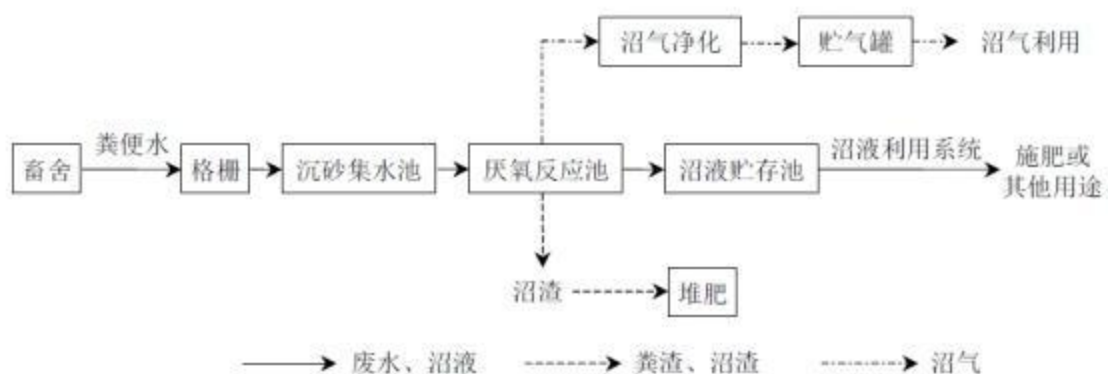 沼气净化
贮气罐
沼气利用
畜舍
粪便水
格栅
沉砂集水池
厌氧反应池
沼液贮存池
沼液利用系统
施肥或
其他用途
沼渣
堆肥
废水、沼液
粪渣、沼渣
沼气